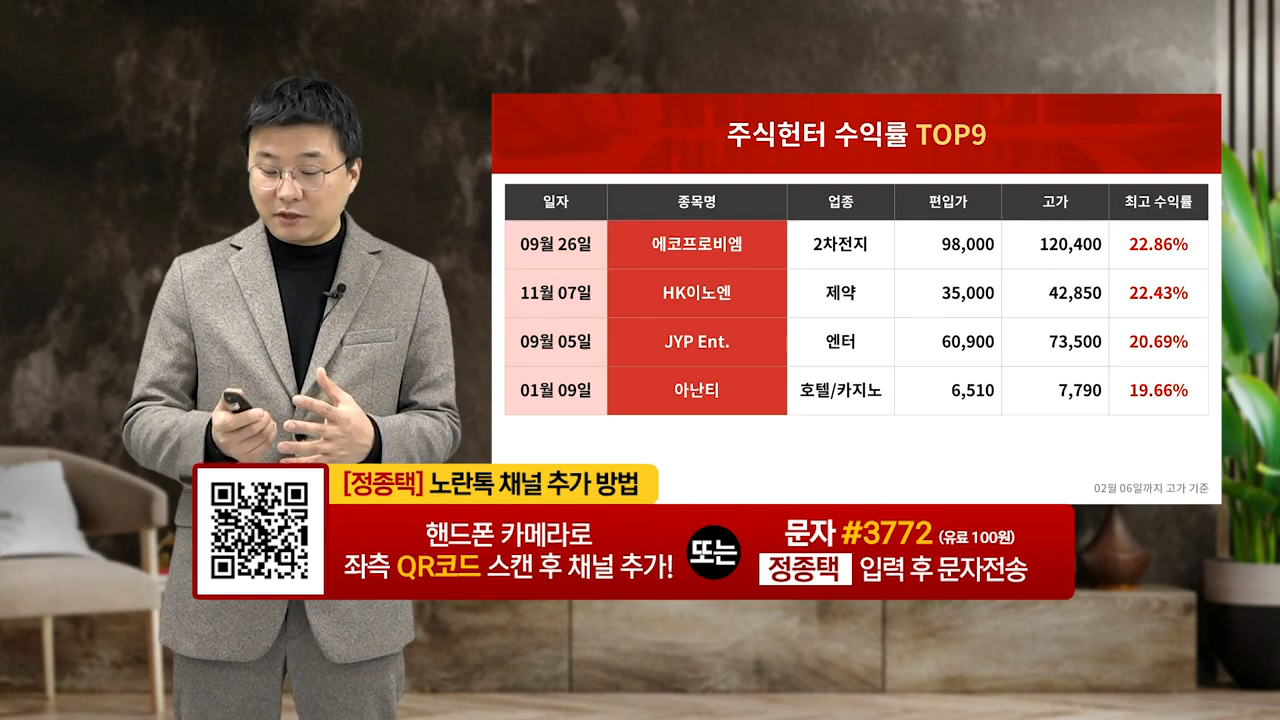 주식헌터 수익률 TOP9
일자 종목명 업종 편입가 고가 최고 수익률
09월 26일 에코프로비엠 2차전지 98,000 120,400 22.86%
11월 07일 HK이노엔 제약 35,000 42,850 22.43%
09월 05일 JYP Ent. 엔터 60,900 73,500 20.69%
01월 09일 아난티 호텔/카지노 6,510 7,790 19.66%
02월 06일까지 고가 기준
[정종택] 노란톡 채널 추가 방법
핸드폰 카메라로
좌측 QR코드 스캔 후 채널 추가!
또는
문자 #3772 (유료 100원)
정종택 입력 후 문자전송